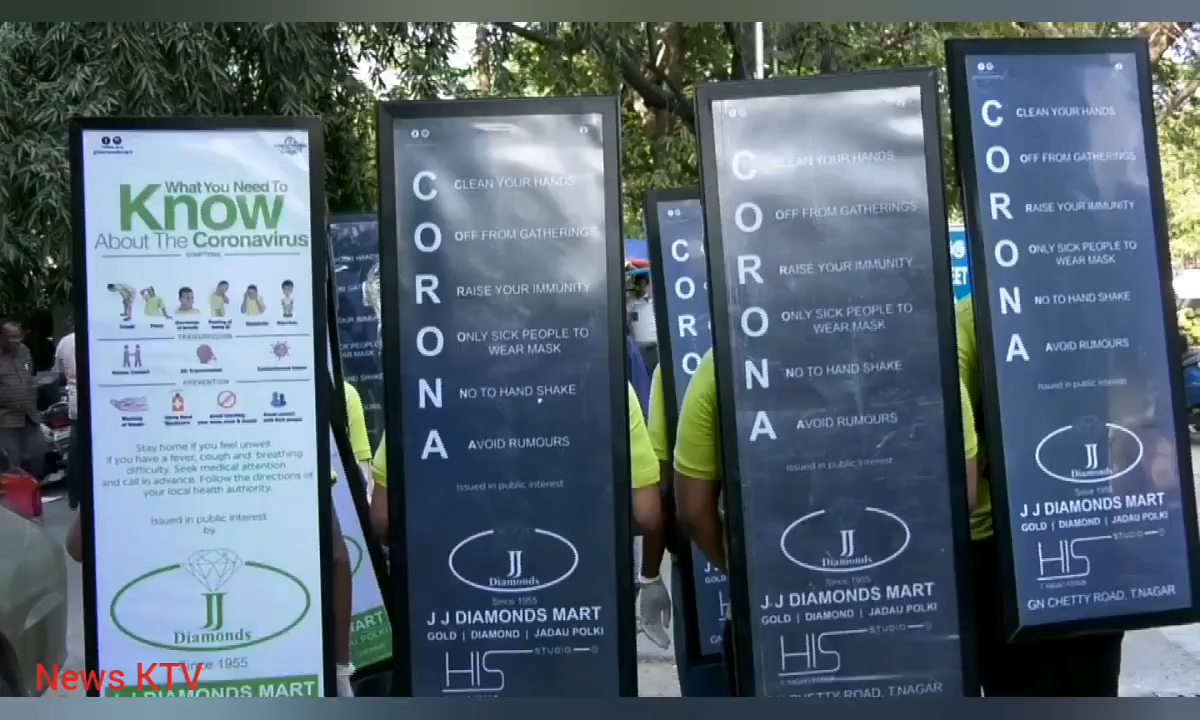 What You Need To
Know
About The Coronavirus
SYMPTOMS
TRANSMISSION
PREVENTION
Stay home if you feel unwell.
if you have a fever, cough and breathing
difficulty. Seek medical attention
and call in advance. Follow the directions of
your local health authority.
Issued in public interest
by
JJ
Diamonds
Since 1955
J J DIAMONDS MART
C CLEAN YOUR HANDS
O OFF FROM GATHERINGS
R RAISE YOUR IMMUNITY
O ONLY SICK PEOPLE TO
WEAR MASK
N NO TO HAND SHAKE
A AVOID RUMOURS
Issued in public interest
JJ
Diamonds
Since 1955
J J DIAMONDS MART
GOLD | DIAMOND | JADAU POLKI
HIS STUDIO
C
O
R
O
C CLEAN YOUR HANDS
O OFF FROM GATHERINGS
R RAISE YOUR IMMUNITY
O ONLY SICK PEOPLE TO
WEAR MASK
N NO TO HAND SHAKE
A AVOID RUMOURS
Issued in public interest
JJ
Diamonds
Since 1955
J J DIAMONDS MART
GOLD | DIAMOND | JADAU POLKI
HIS STUDIO
GN CHETTY ROAD, T.NAGAR
C CLEAN YOUR HANDS
O OFF FROM GATHERINGS
R RAISE YOUR IMMUNITY
O ONLY SICK PEOPLE TO
WEAR MASK
N NO TO HAND SHAKE
A AVOID RUMOURS
Issued in public interest
JJ
Diamonds
Since 1955
J J DIAMONDS MART
GOLD | DIAMOND | JADAU POLKI
HIS STUDIO
GN CHETTY ROAD, T.NAGAR
News KTV